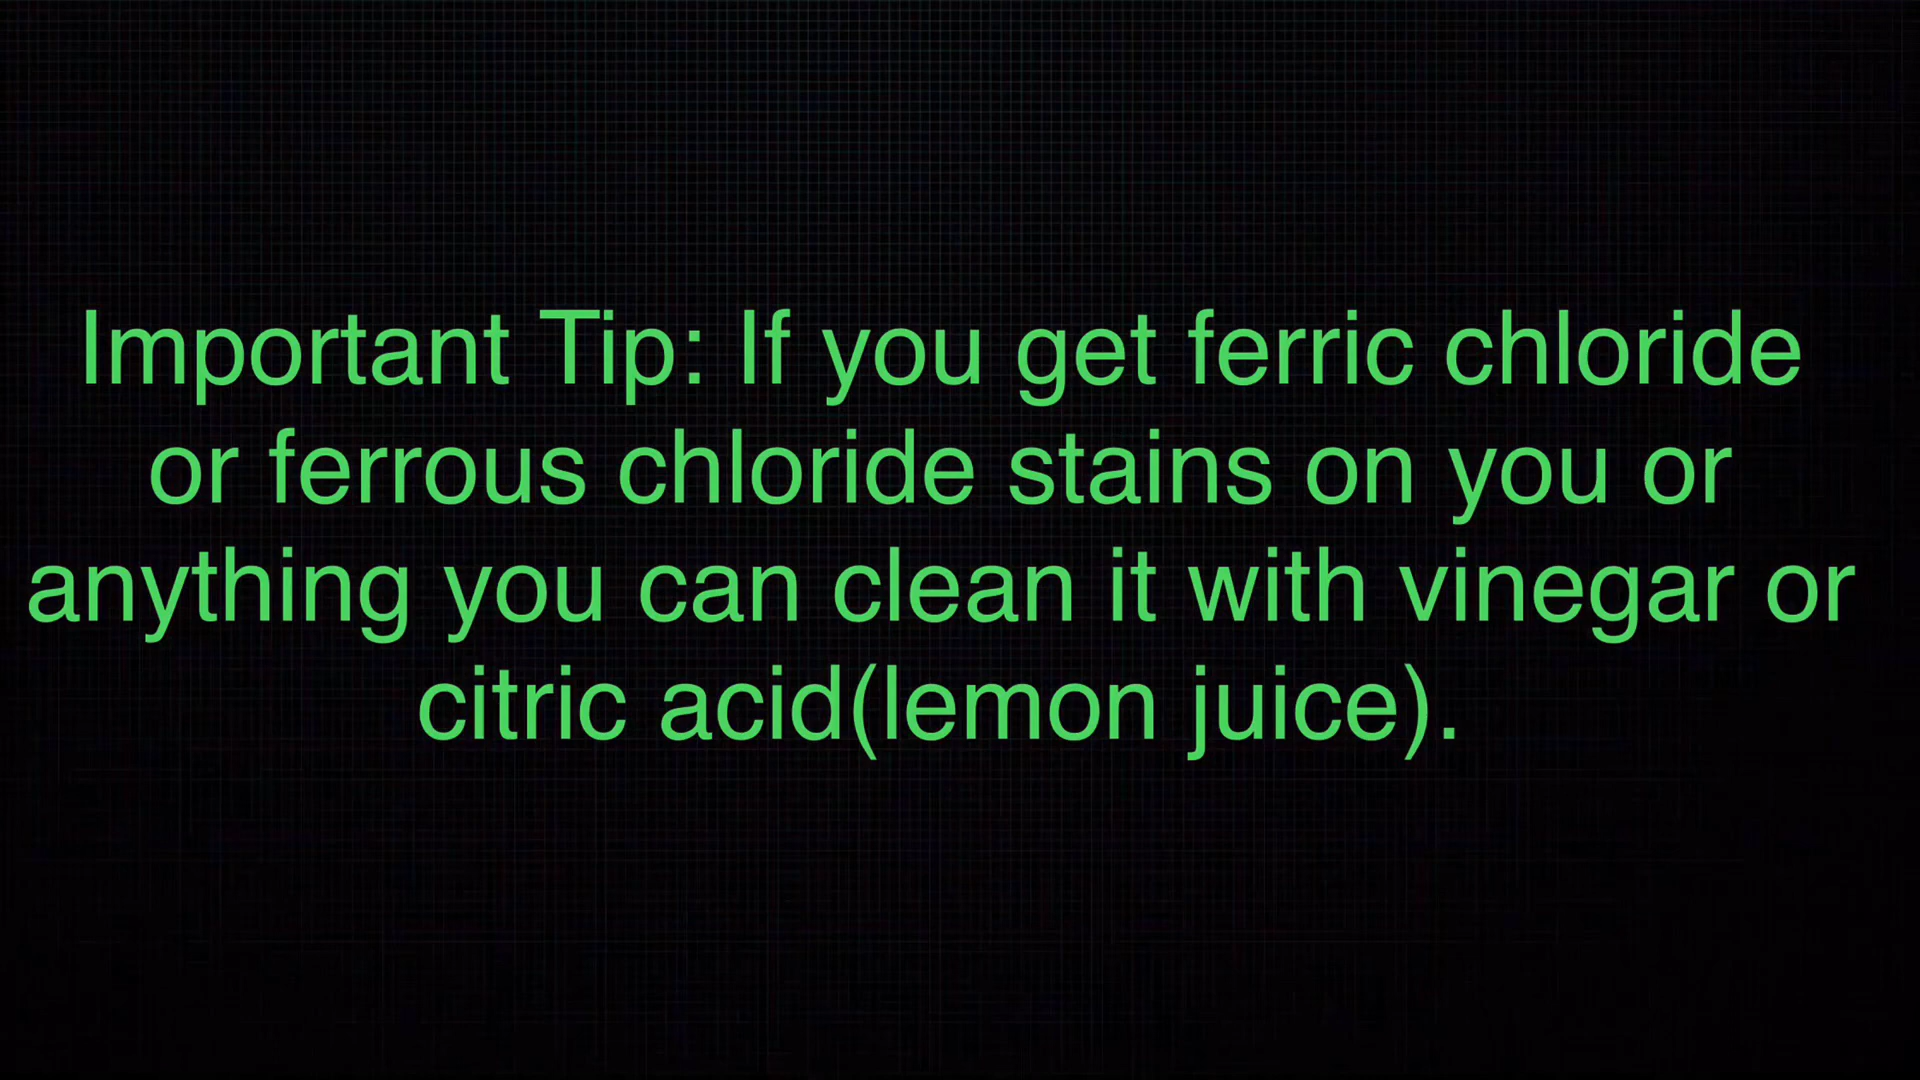 Important Tip: If you get ferric chloride
or ferrous chloride stains on you or
anything you can clean it with vinegar or
citric acid(lemon juice).